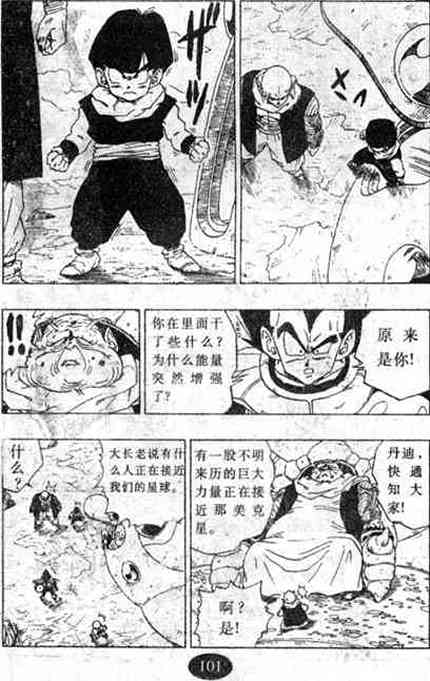 原来
是你!
你在里面干
了些什么?
为什么能量
突然增强
了?
!!
丹迪,快
通知大家!
有一股不明
来历的巨大
力量正在接
近那美克
星。
啊?
是!
大长老说有什
么人正在接近
我们的星球。
什么?
101